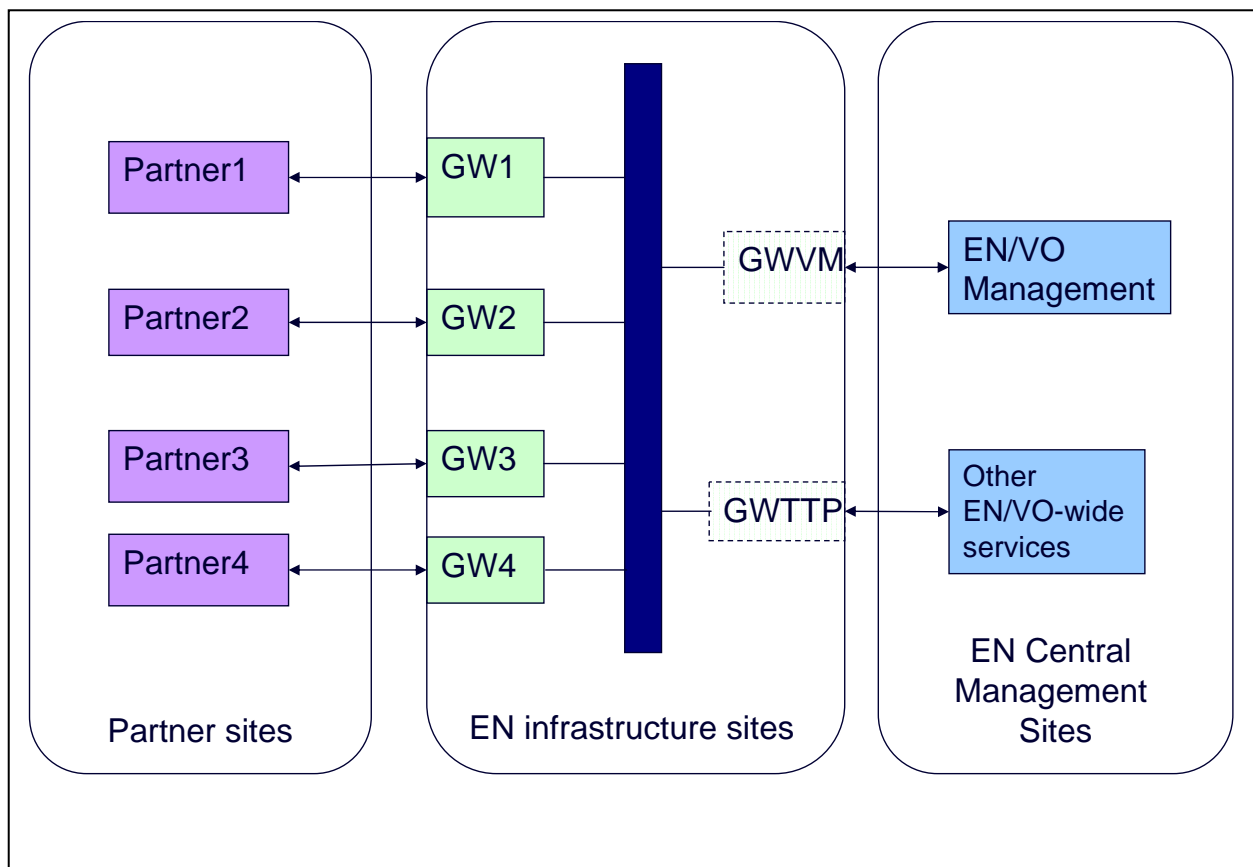 Partner1
GW1
GWVM
EN/VO
Management
Partner2
GW2
Partner3
GW3
GWTTP
Other
EN/VO-wide
services
Partner4
GW4
Partner sites
EN infrastructure sites
EN Central
Management
Sites